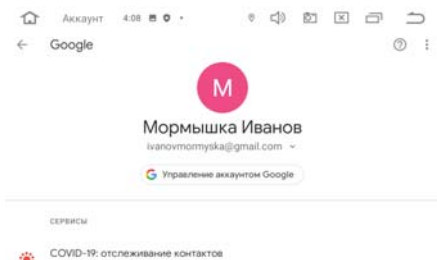 Аккаунт 4:08
Google
М
Мормышка Иванов
ivanovmormyska@gmail.com
G Управление аккаунтом Google
СЕРВИСЫ
COVID-19: отслеживание контактов